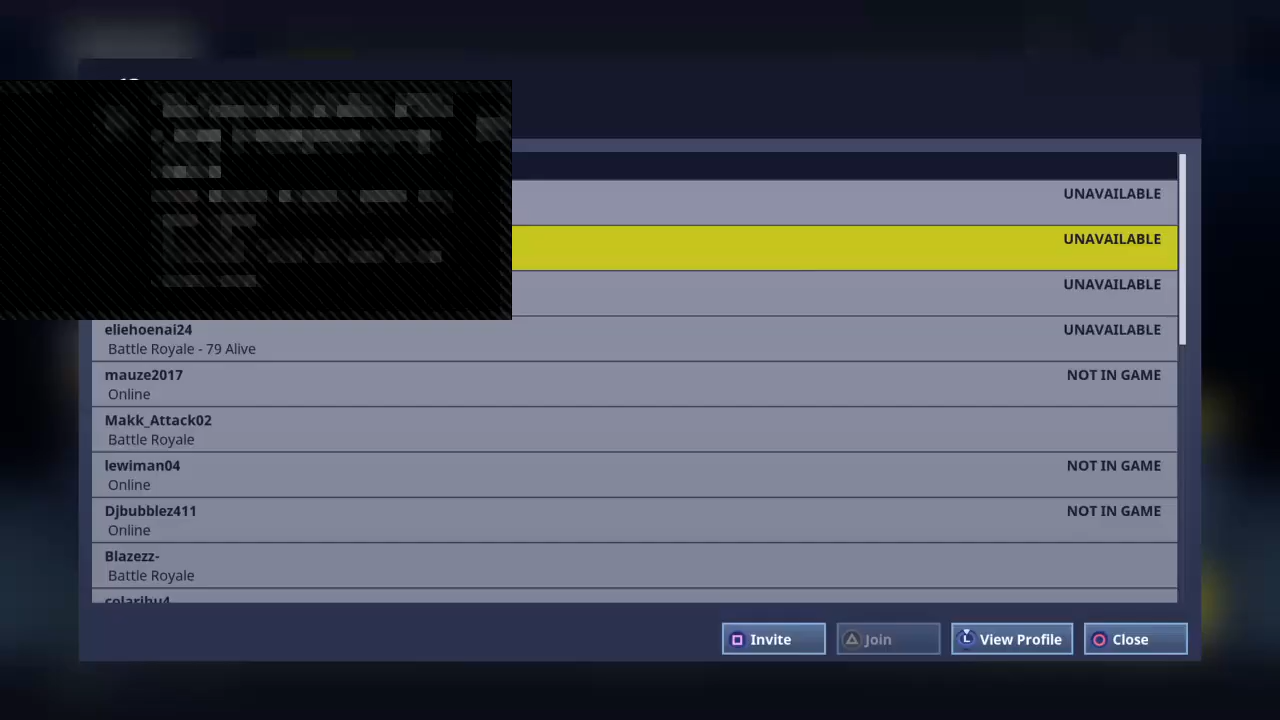 UNAVAILABLE
UNAVAILABLE
UNAVAILABLE
eliehoenai24 UNAVAILABLE
Battle Royale - 79 Alive
mauze2017 NOT IN GAME
Online
Makk_Attack02
Battle Royale
lewiman04 NOT IN GAME
Online
Djbubblez411 NOT IN GAME
Online
Blazezz-
Battle Royale
Invite Join L View Profile Close